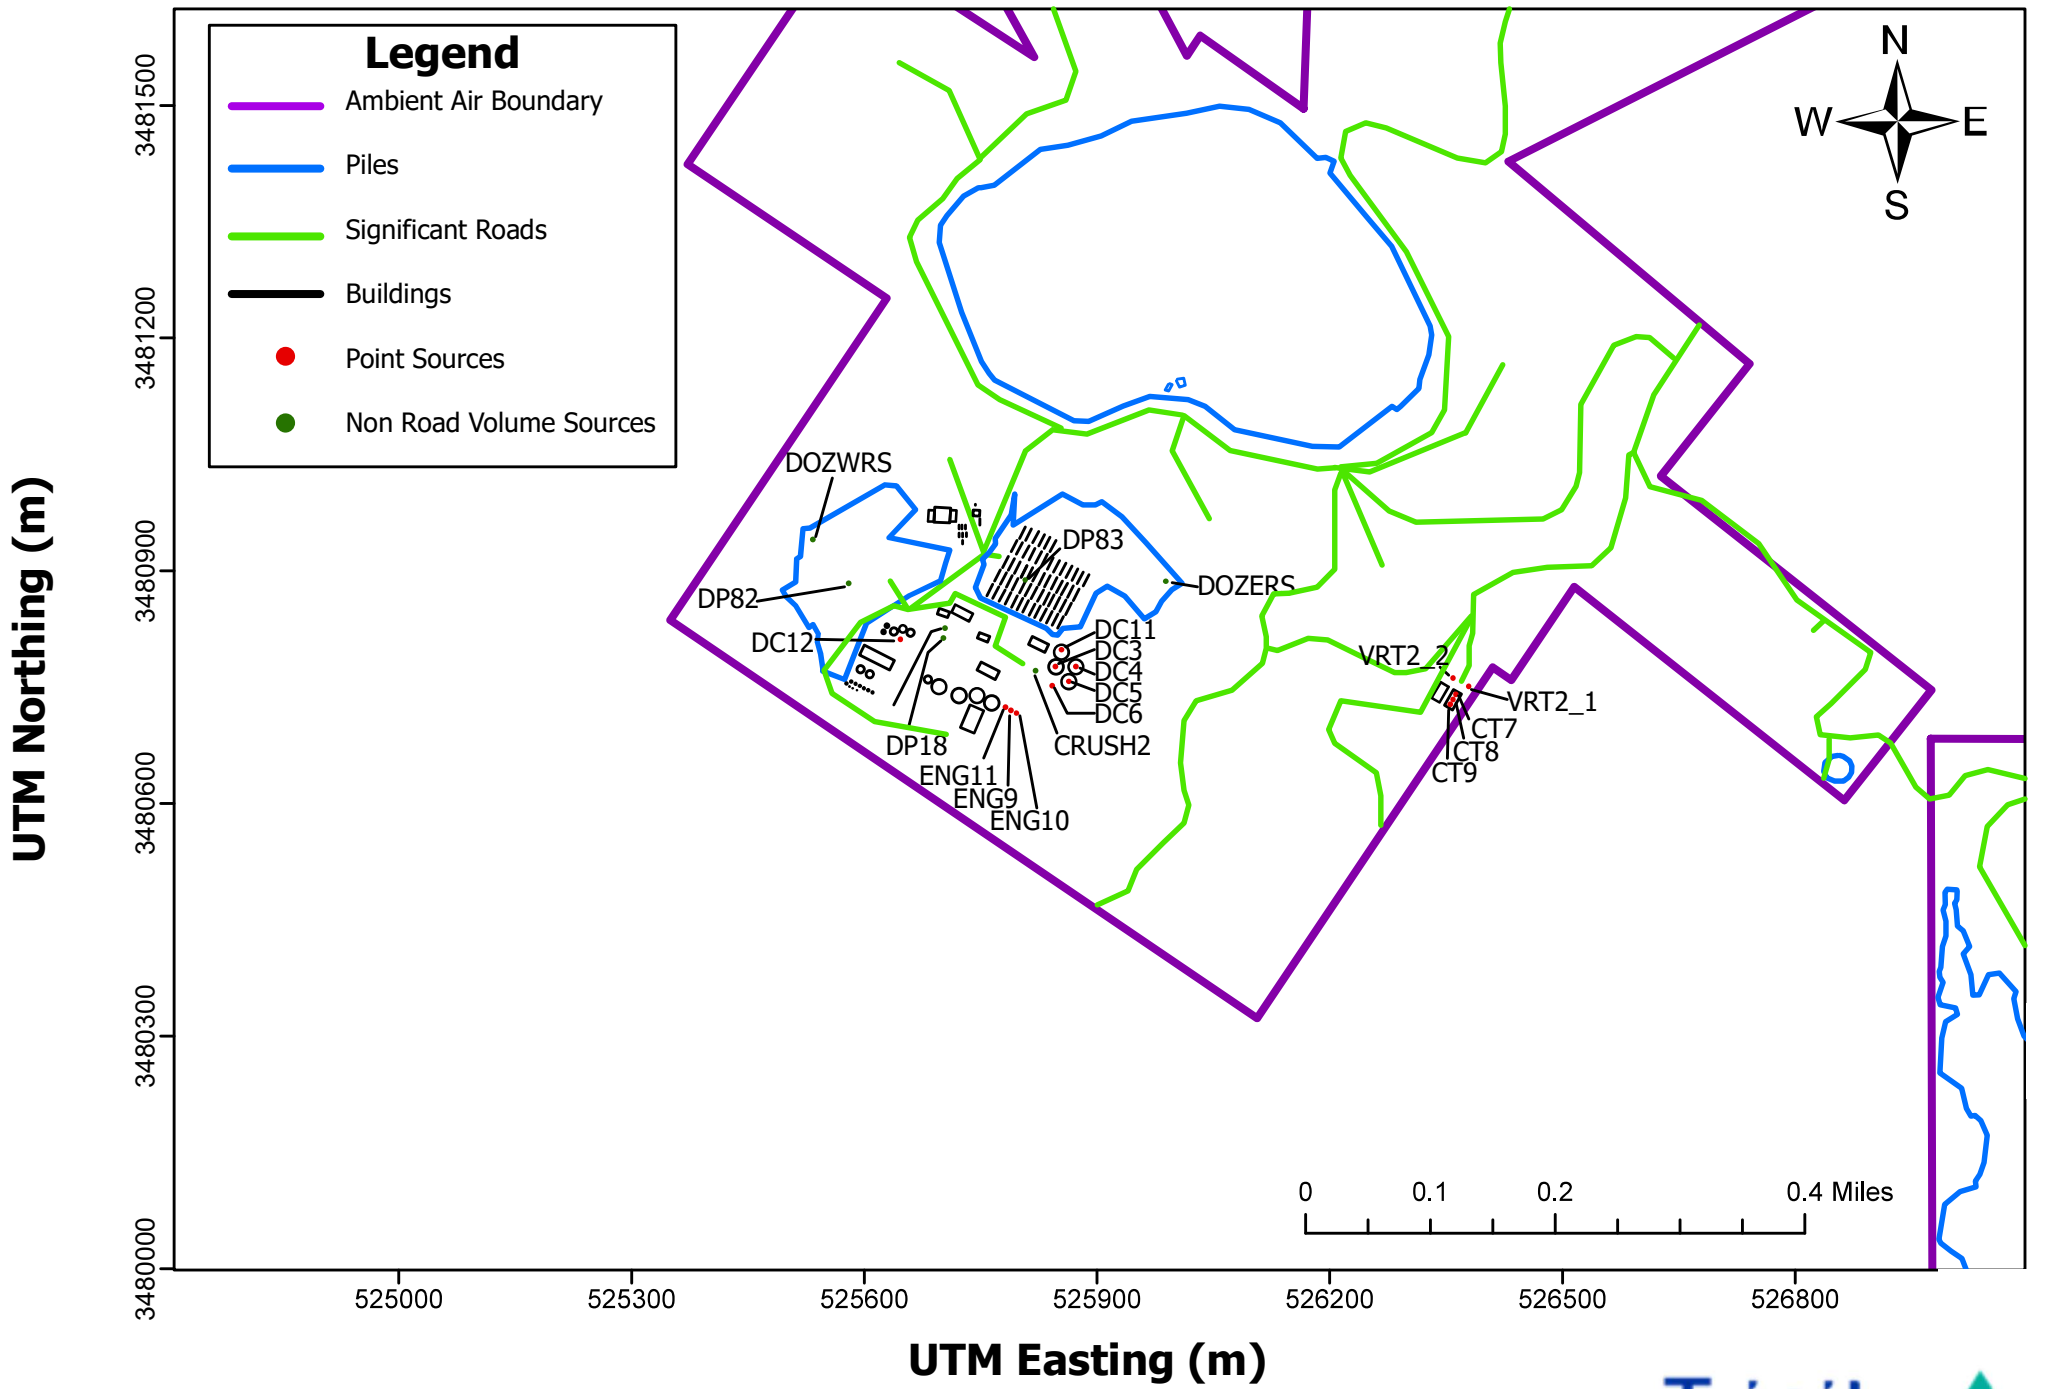 Legend
Ambient Air Boundary
Piles
Significant Roads
Buildings
Point Sources
Non Road Volume Sources
N
W E
S
UTM Northing (m)
3481500
3481200
3480900
3480600
3480300
3480000
DOZWRS
DP83
DOZERS
DP82
DC12
DC11
DC3
DC4
DC5
DC6
CRUSH2
DP18
ENG11
ENG9
ENG10
VRT2_2
VRT2_1
CT7
CT8
CT9
0 0.1 0.2 0.4 Miles
525000 525300 525600 525900 526200 526500 526800
UTM Easting (m)